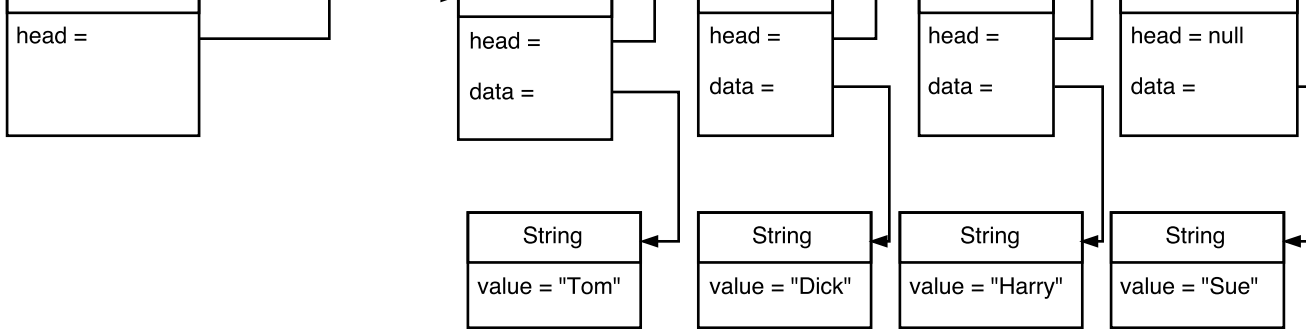 head =
head =
data =
head =
data =
head =
data =
head = null
data =
String
value = "Tom"
String
value = "Dick"
String
value = "Harry"
String
value = "Sue"